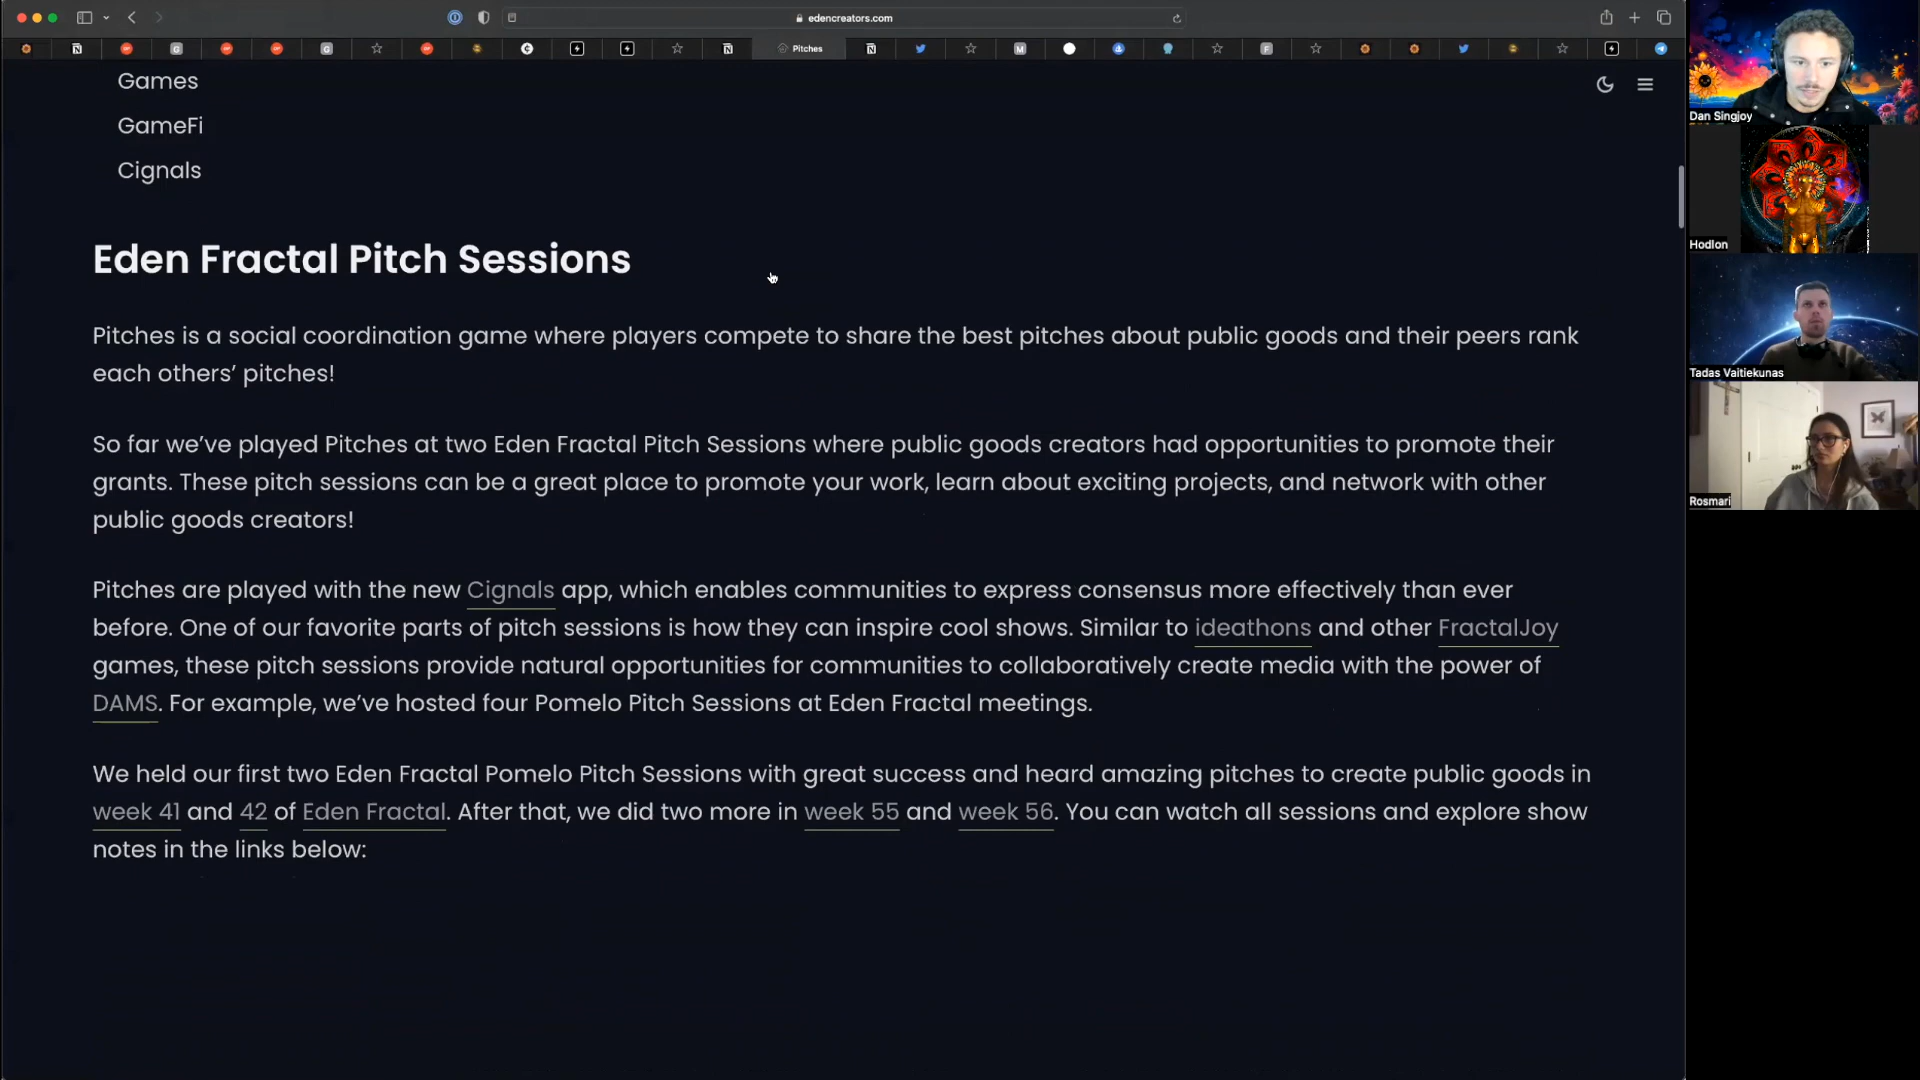 edencreators.com
Pitches
Games
GameFi
Cignals
Eden Fractal Pitch Sessions
Pitches is a social coordination game where players compete to share the best pitches about public goods and their peers rank
each others’ pitches!
So far we’ve played Pitches at two Eden Fractal Pitch Sessions where public goods creators had opportunities to promote their
grants. These pitch sessions can be a great place to promote your work, learn about exciting projects, and network with other
public goods creators!
Pitches are played with the new Cignals app, which enables communities to express consensus more effectively than ever
before. One of our favorite parts of pitch sessions is how they can inspire cool shows. Similar to ideathons and other FractalJoy
games, these pitch sessions provide natural opportunities for communities to collaboratively create media with the power of
DAMS. For example, we’ve hosted four Pomelo Pitch Sessions at Eden Fractal meetings.
We held our first two Eden Fractal Pomelo Pitch Sessions with great success and heard amazing pitches to create public goods in
week 41 and 42 of Eden Fractal. After that, we did two more in week 55 and week 56. You can watch all sessions and explore show
notes in the links below:
Dan Singjoy
Hodlon
Tadas Vaitiekunas
Rosmari